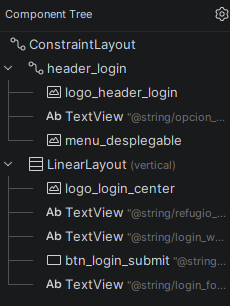 Component Tree
ConstraintLayout
header_login
logo_header_login
Ab TextView "@string/opcion_...
menu_desplegable
LinearLayout (vertical)
logo_login_center
Ab TextView "@string/refugio_...
Ab TextView "@string/login_w...
btn_login_submit "@string...
Ab TextView "@string/login_fo...